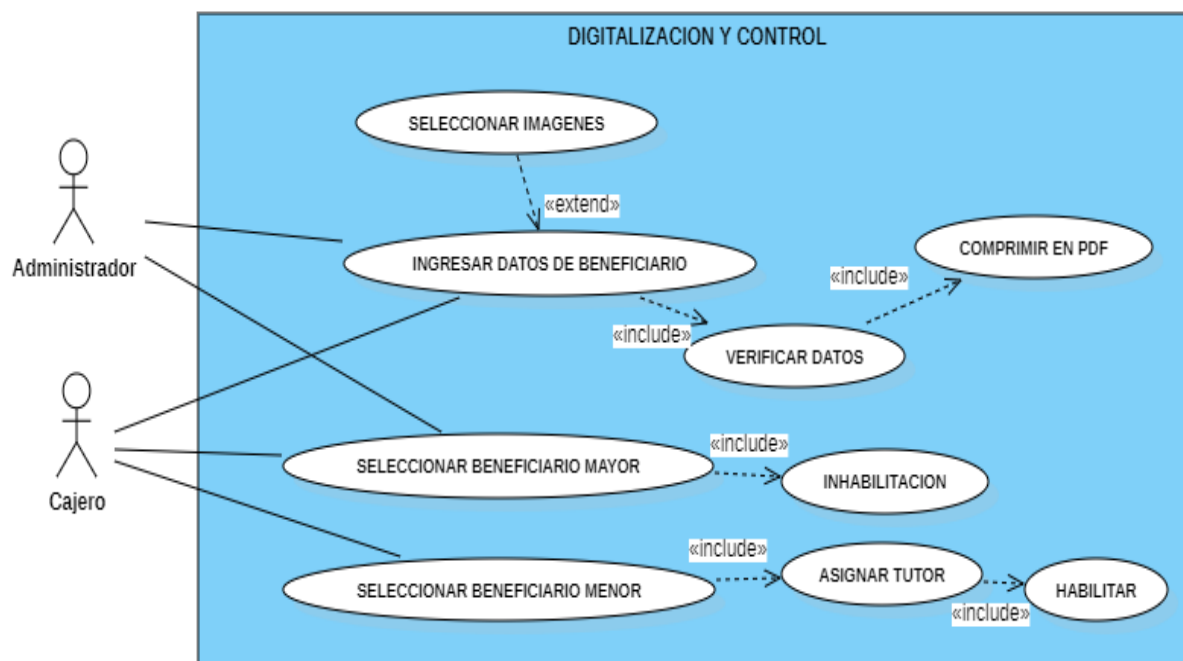 DIGITALIZACION Y CONTROL
SELECCIONAR IMAGENES
«extend»
Administrador
INGRESAR DATOS DE BENEFICIARIO
COMPRIMIR EN PDF
«include»
«include»
VERIFICAR DATOS
Cajero
SELECCIONAR BENEFICIARIO MAYOR
«include»
INHABILITACION
SELECCIONAR BENEFICIARIO MENOR
«include»
ASIGNAR TUTOR
«include»
HABILITAR